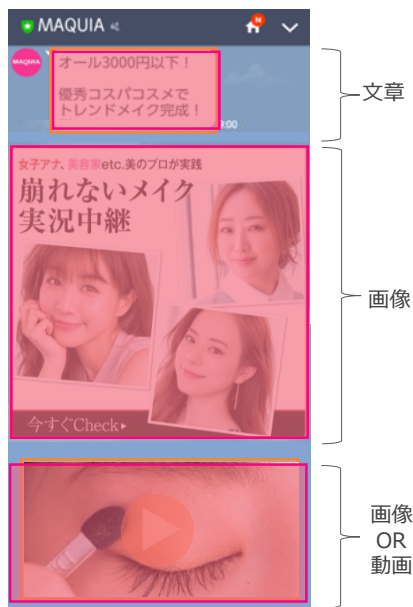 MAQUIA
N
MAQUIA
オール3000円以下！
優秀コスパコスメで
トレンドメイク完成！
9:00
文章
女子アナ、美容家etc.美のプロが実践
崩れないメイク
実況中継
画像
今すぐCheck▸
画像
OR
動画